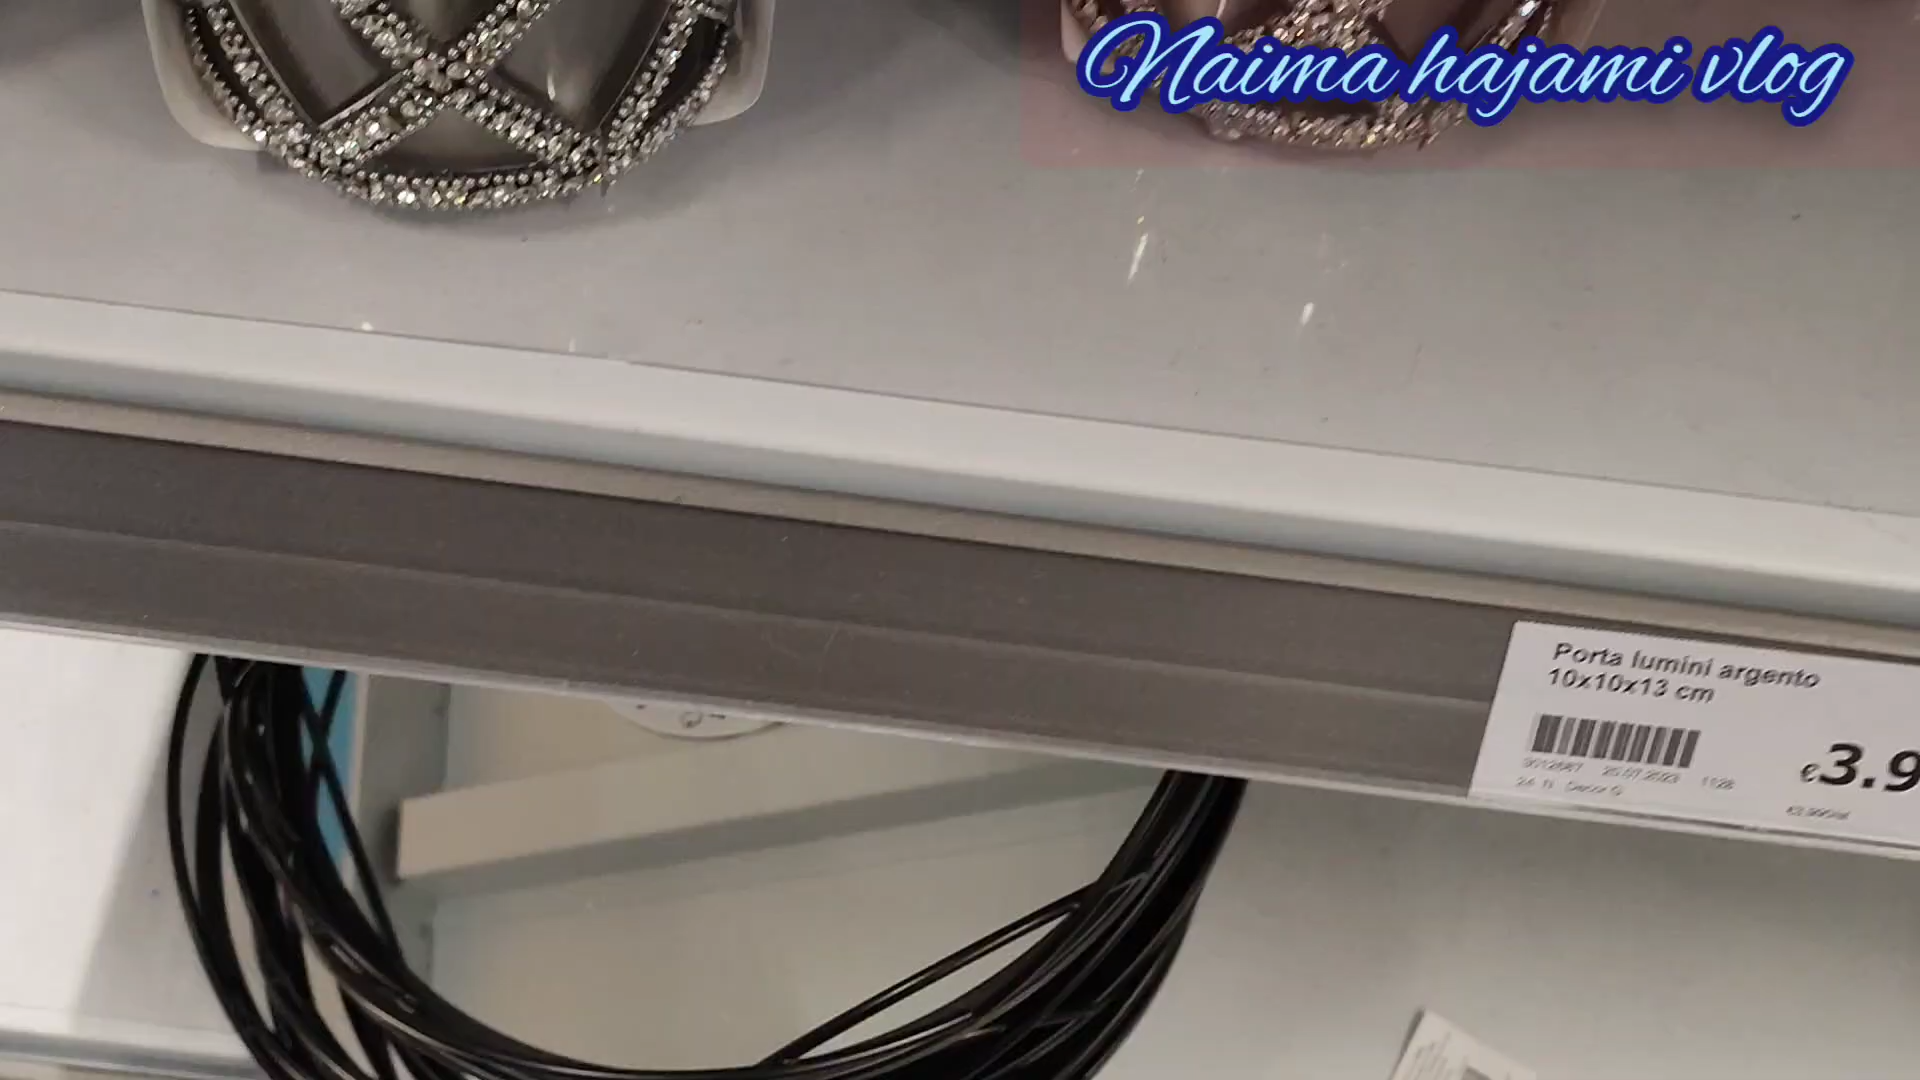 Naima hajami vlog
Porta lumini argento
10x10x13 cm
€3.9